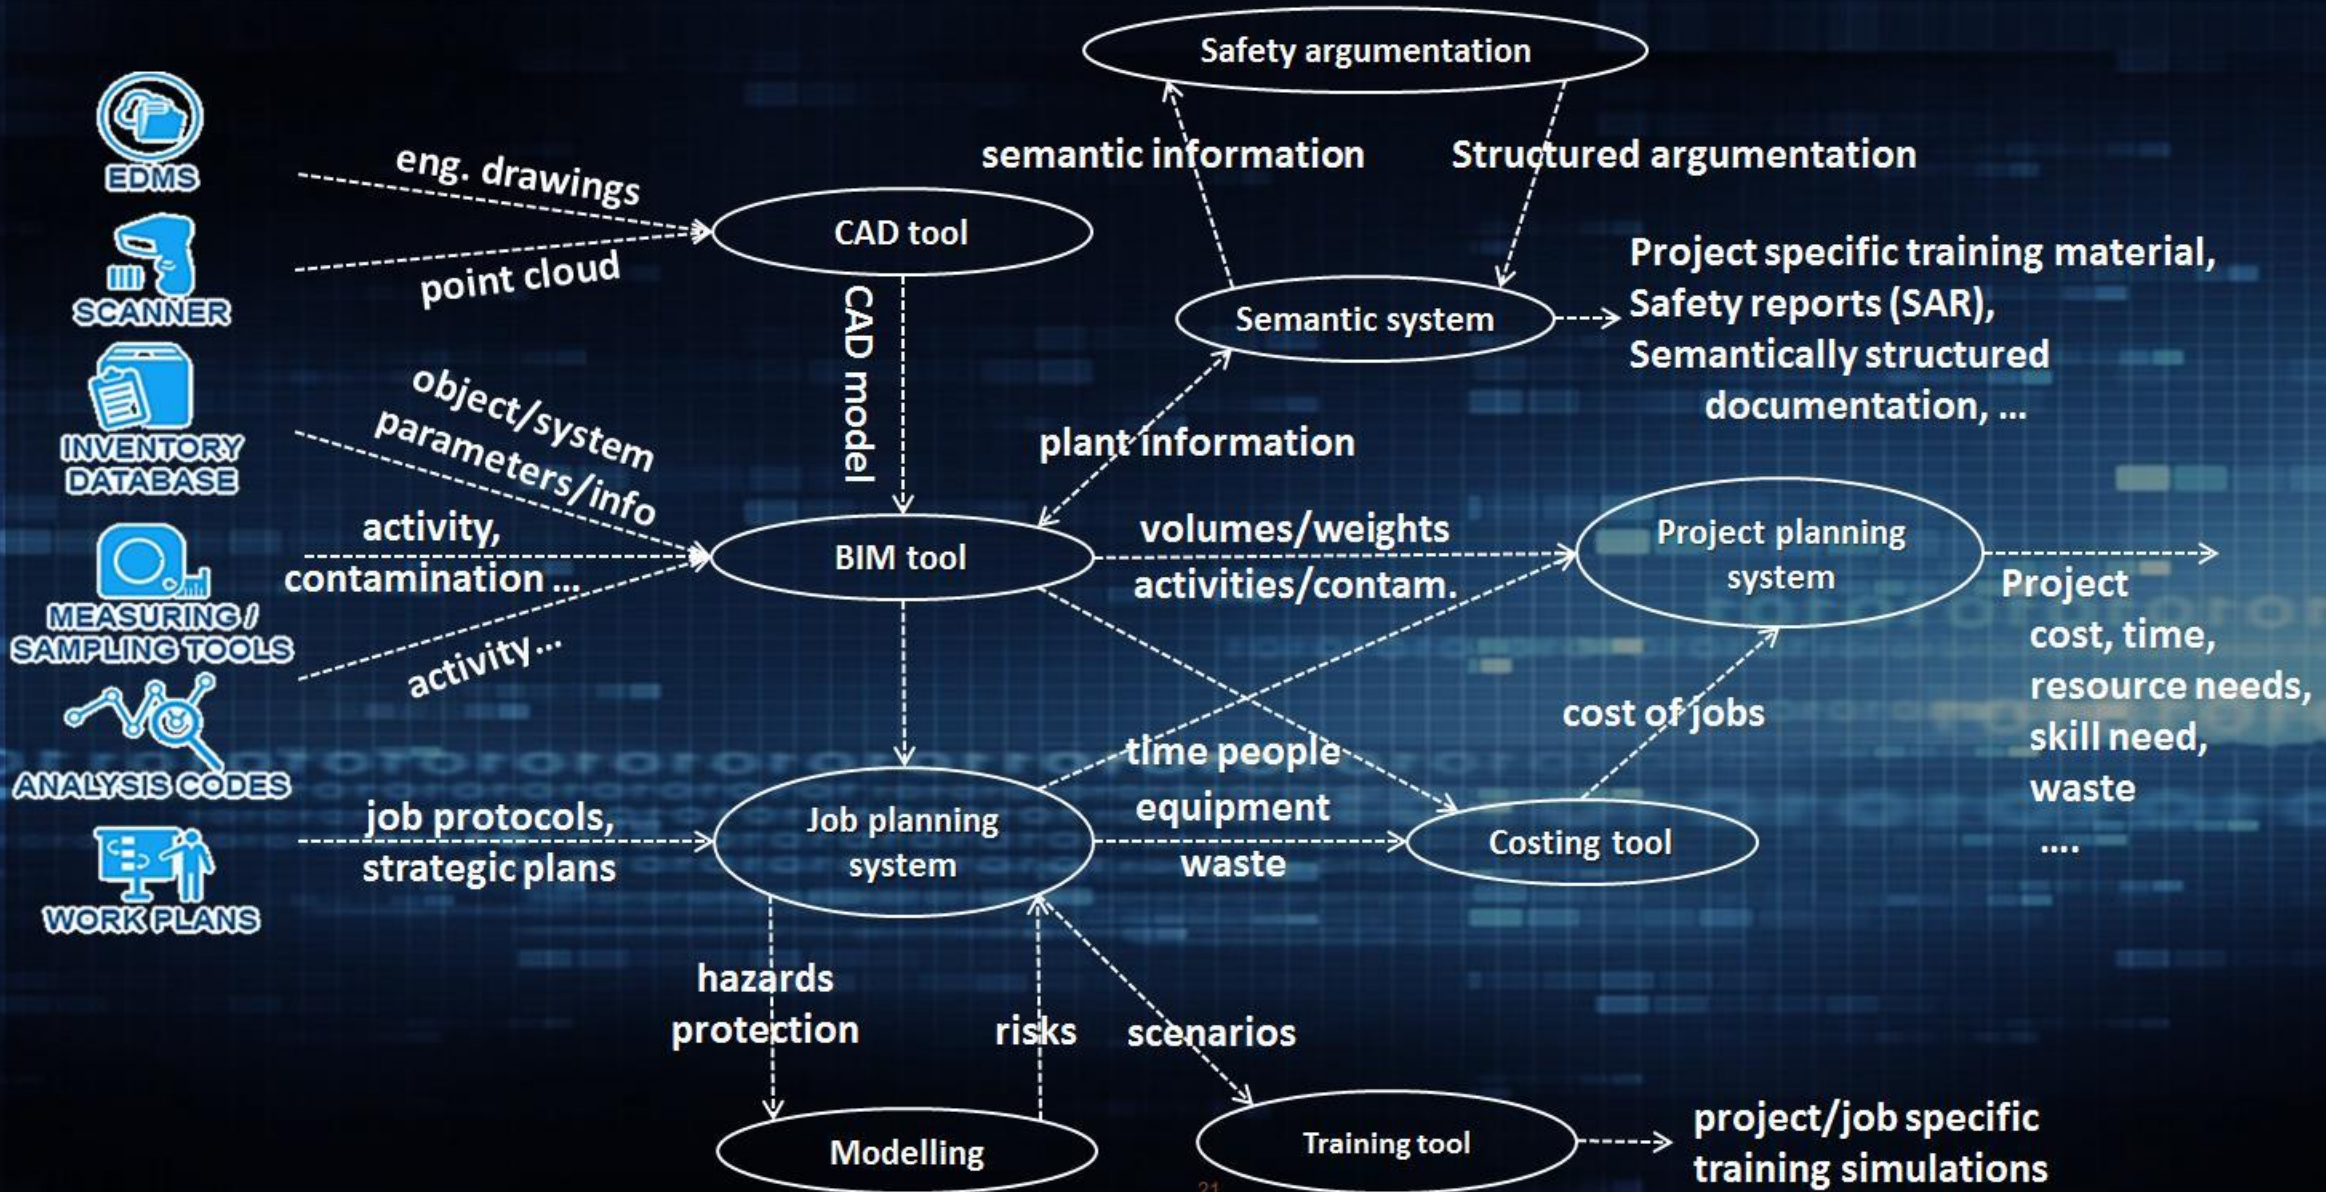 Safety argumentation
EDMS
eng. drawings
semantic information
Structured argumentation
SCANNER
point cloud
CAD tool
Project specific training material,
Safety reports (SAR),
Semantically structured
documentation, ...
Semantic system
CAD model
INVENTORY
DATABASE
object/system
parameters/info
plant information
activity,
contamination ...
BIM tool
volumes/weights
activities/contam.
Project planning
system
MEASURING /
SAMPLING TOOLS
activity...
Project
cost, time,
resource needs,
skill need,
waste
....
cost of jobs
ANALYSIS CODES
time people
equipment
waste
job protocols,
strategic plans
Job planning
system
Costing tool
WORK PLANS
hazards
protection
risks
scenarios
Modelling
Training tool
project/job specific
training simulations
21